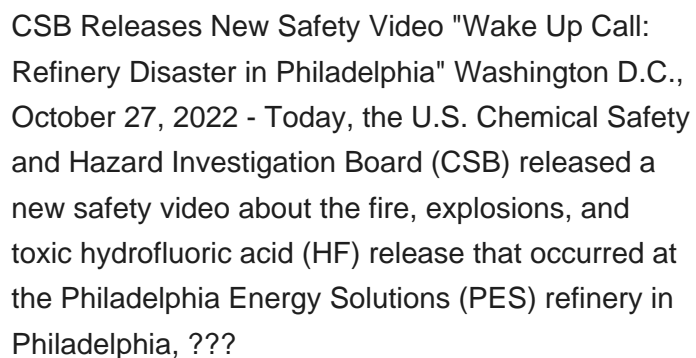 CSB Releases New Safety Video "Wake Up Call:
Refinery Disaster in Philadelphia" Washington D.C.,
October 27, 2022 - Today, the U.S. Chemical Safety
and Hazard Investigation Board (CSB) released a
new safety video about the fire, explosions, and
toxic hydrofluoric acid (HF) release that occurred at
the Philadelphia Energy Solutions (PES) refinery in
Philadelphia, ???